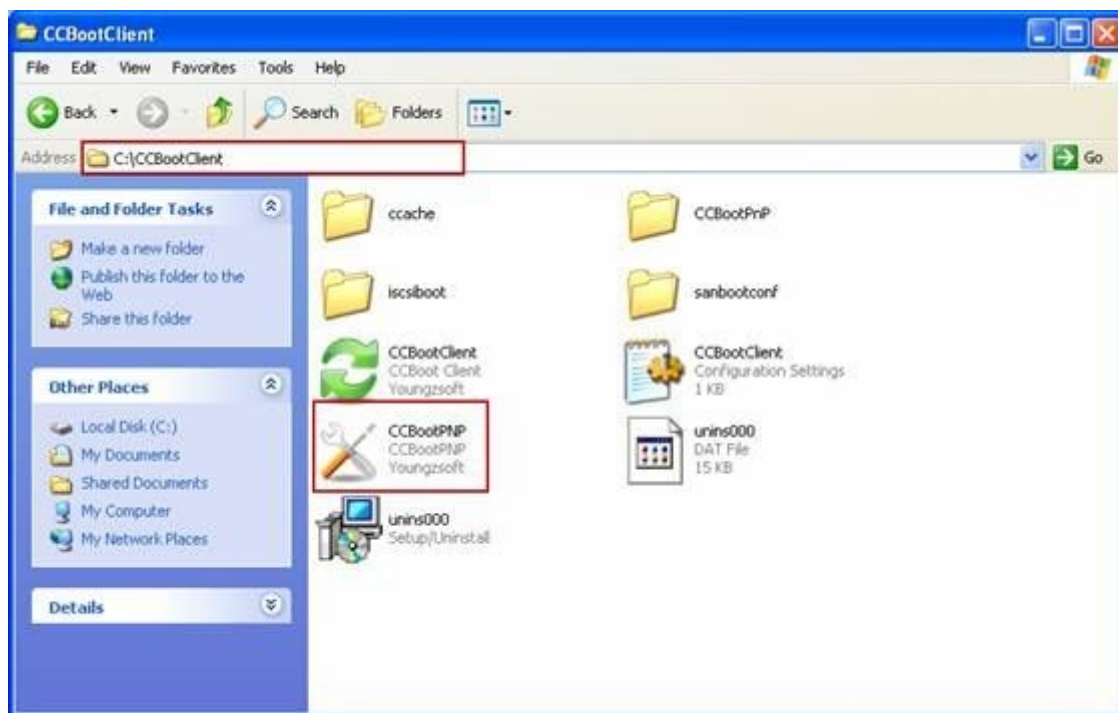 CCBootClient
File Edit View Favorites Tools Help
Back Search Folders
Address C:\CCBootClient Go
File and Folder Tasks
Make a new folder
Publish this folder to the
Web
Share this folder
Other Places
Local Disk (C:)
My Documents
Shared Documents
My Computer
My Network Places
Details
ccache
CCBootPnP
iscsiboot
sanbootconf
CCBootClient
CCBoot Client
Youngzsoft
CCBootClient
Configuration Settings
1 KB
CCBootPNP
CCBootPNP
Youngzsoft
unins000
DAT File
15 KB
unins000
Setup/Uninstall